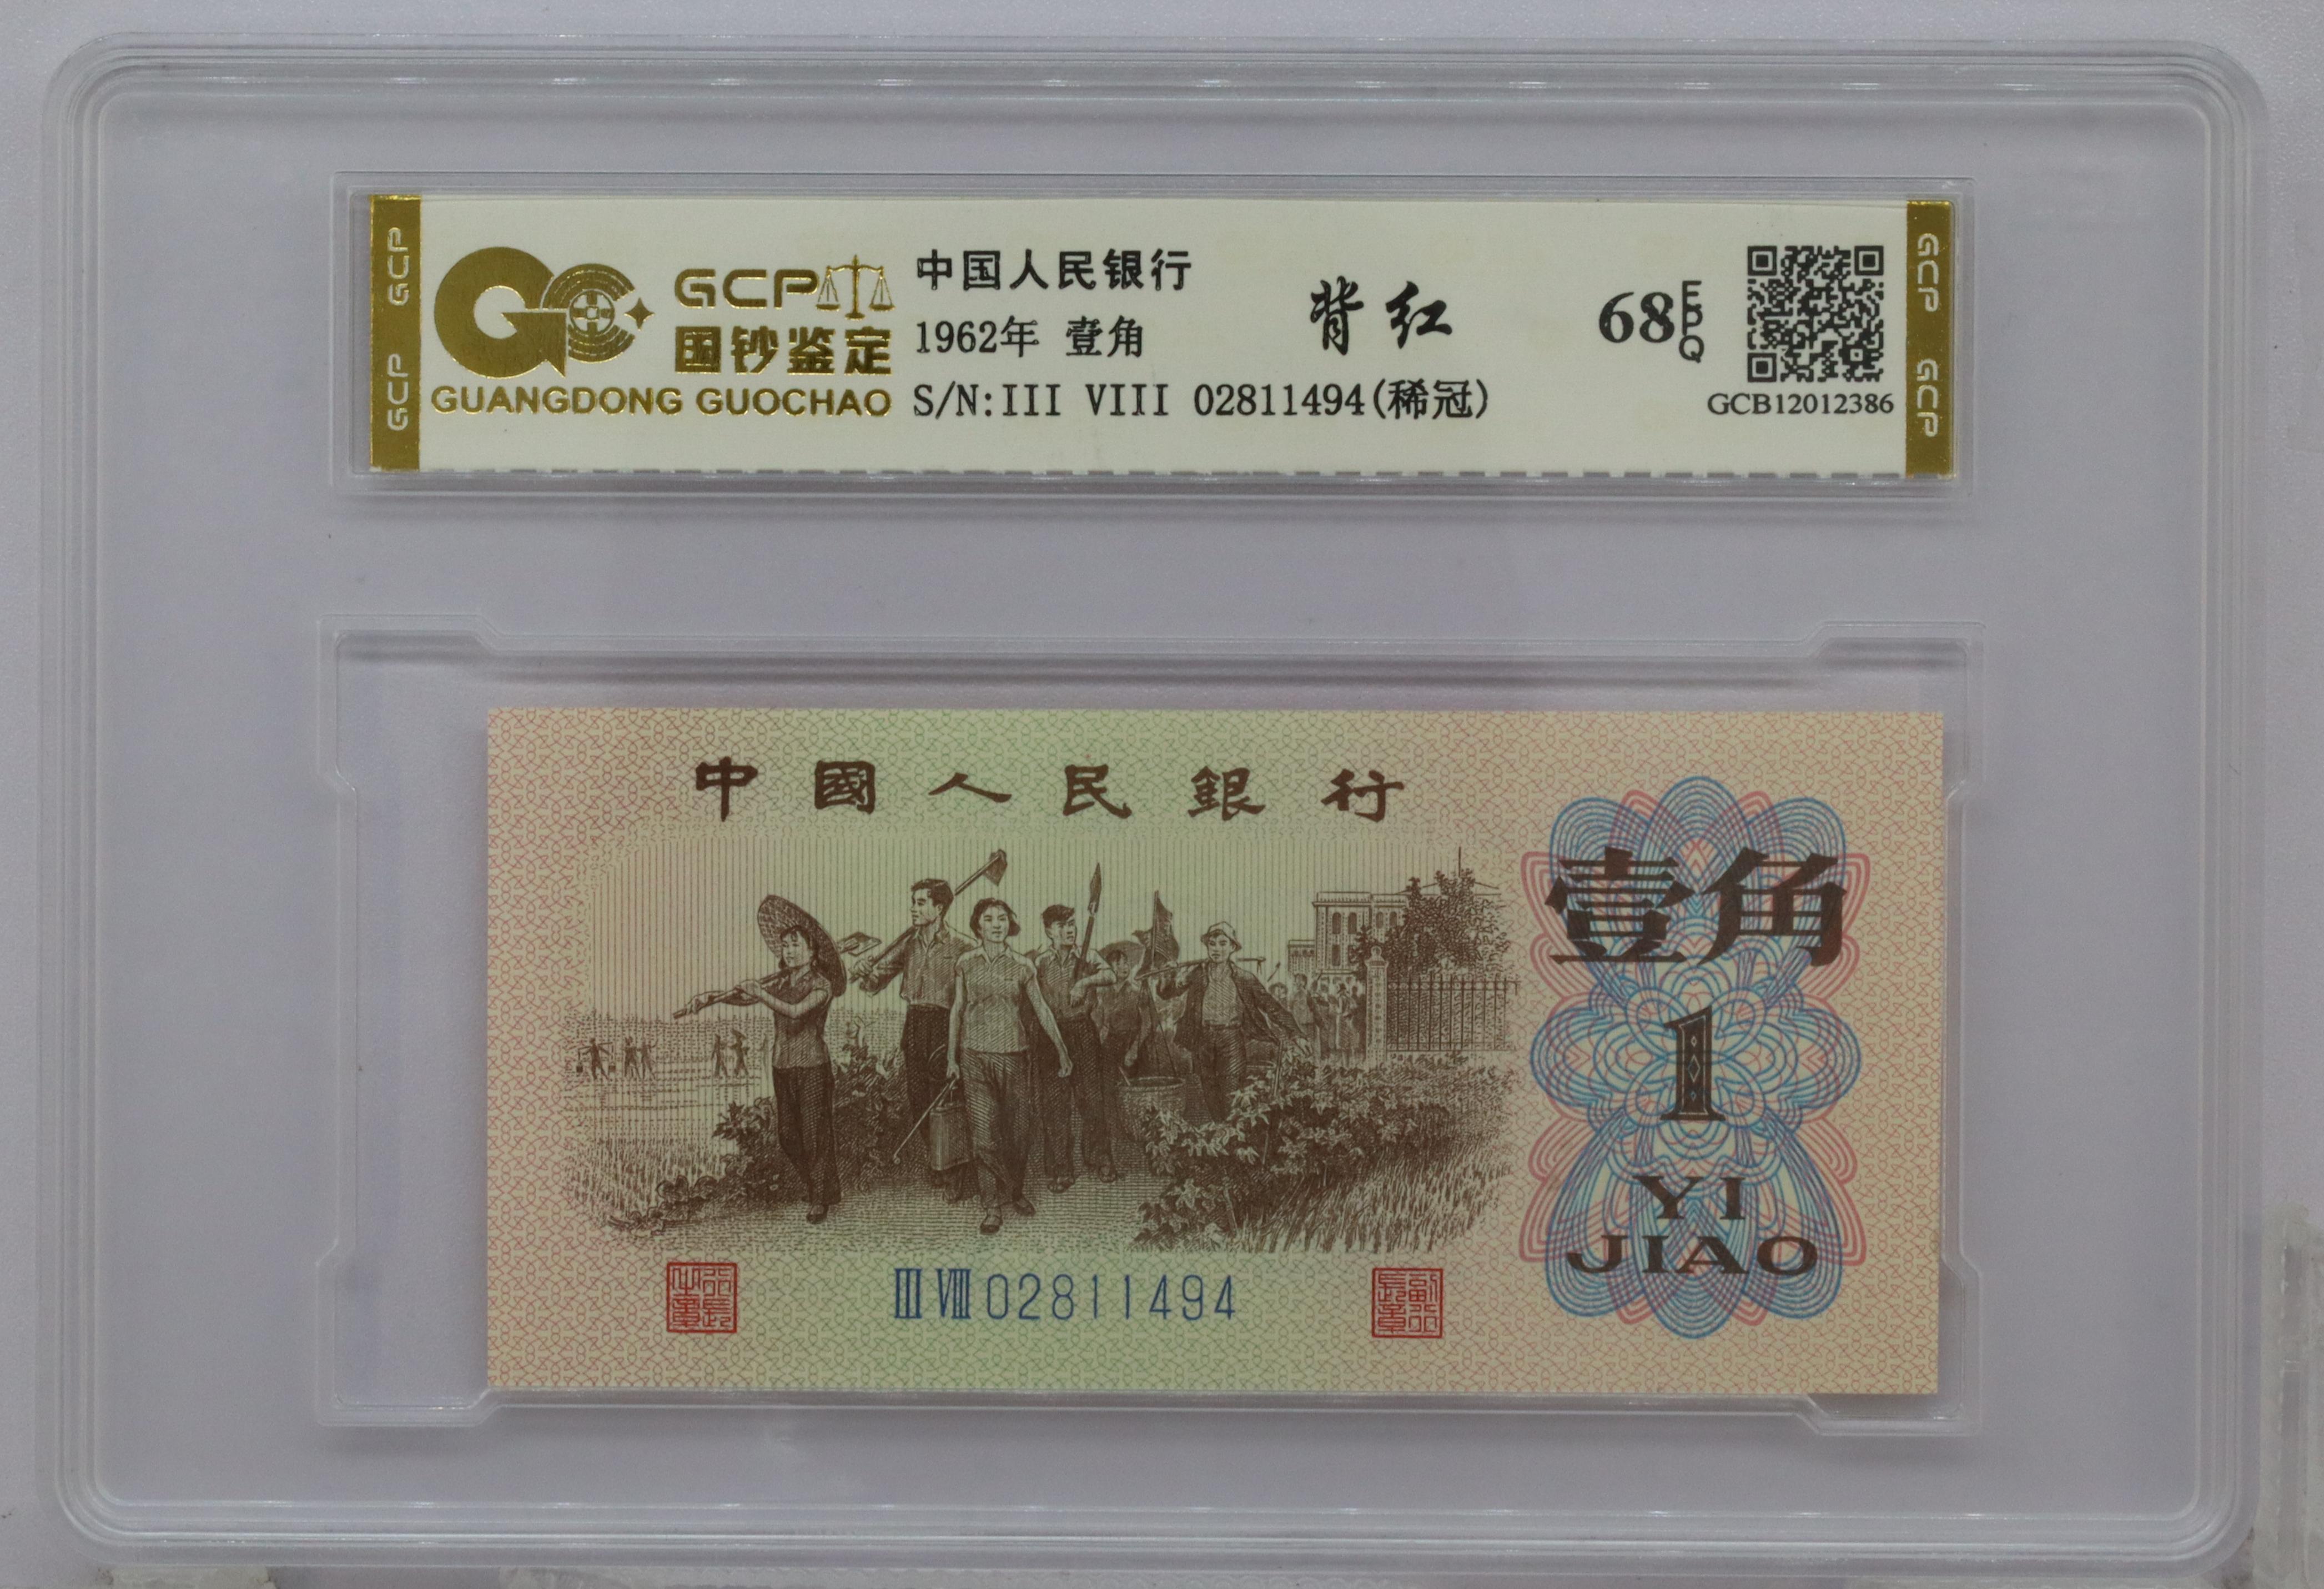 GCP GCP
GCP
国钞鉴定
GUANGDONG GUOCHAO
中国人民银行
1962年 壹角
S/N:III VIII 02811494(稀冠)
背红
68 EPQ
GCB12012386
GCP GCP
中國人民銀行
壹角
1
YI
JIAO
III VIII 02811494